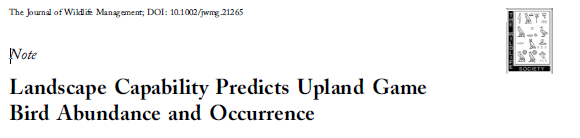 The Journal of Wildlife Management; DOI: 10.1002/jwmg.21265
Note
Landscape Capability Predicts Upland Game
Bird Abundance and Occurrence
SOCIETY